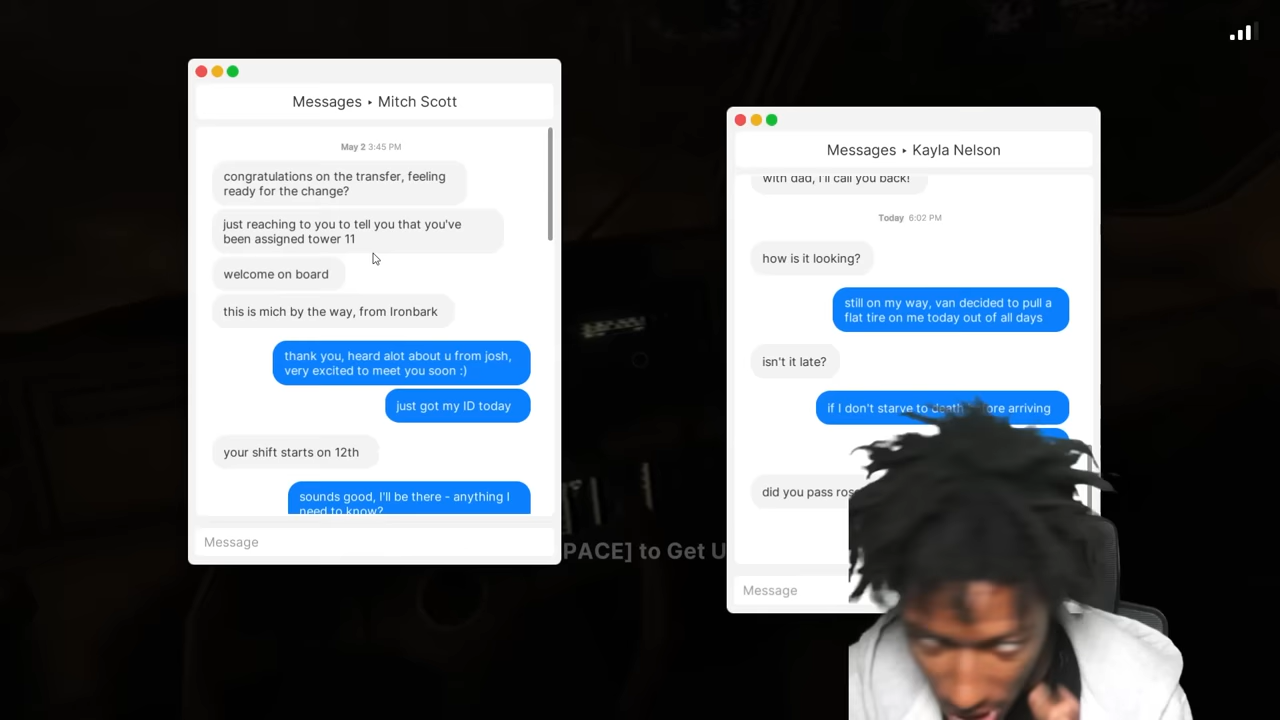 Messages ‣ Mitch Scott
May 2 3:45 PM
congratulations on the transfer, feeling
ready for the change?
just reaching to you to tell you that you've
been assigned tower 11
welcome on board
this is mich by the way, from Ironbark
thank you, heard alot about u from josh,
very excited to meet you soon :)
just got my ID today
your shift starts on 12th
sounds good, I'll be there - anything I
need to know?
Message
PACE] to Get U
Messages ‣ Kayla Nelson
with dad, I'll call you back!
Today 6:02 PM
how is it looking?
still on my way, van decided to pull a
flat tire on me today out of all days
isn't it late?
if I don't starve to death before arriving
did you pass
Message